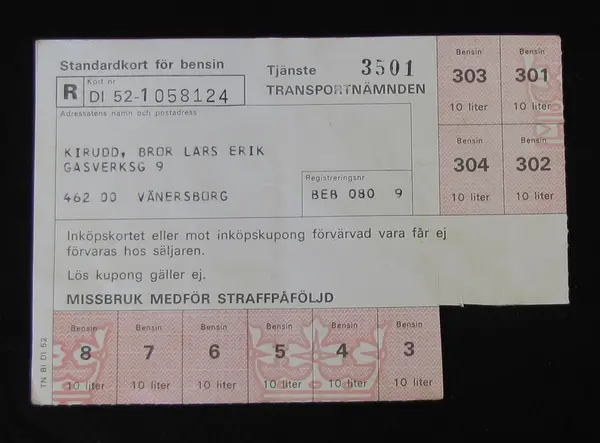 Standardkort för bensin
Tjänste 3501
TRANSPORTNÄMNDEN
R
Kort nr
DI 52-1 058124
Adressatens namn och postadress
KIRUDD, BROR LARS ERIK
GASVERKSG 9
462 00 VÄNERSBORG
Registreringsnr
BEB 080 9
Inköpskortet eller mot inköpskupong förvärvad vara får ej
förvaras hos säljaren.
Lös kupong gäller ej.
MISSBRUK MEDFÖR STRAFFPÅFÖLJD
Bensin Bensin
303 301
10 liter 10 liter
Bensin Bensin
304 302
10 liter 10 liter
TN BI DI 52
Bensin Bensin Bensin Bensin Bensin Bensin
8 7 6 5 4 3
10 liter 10 liter 10 liter 10 liter 10 liter 10 liter